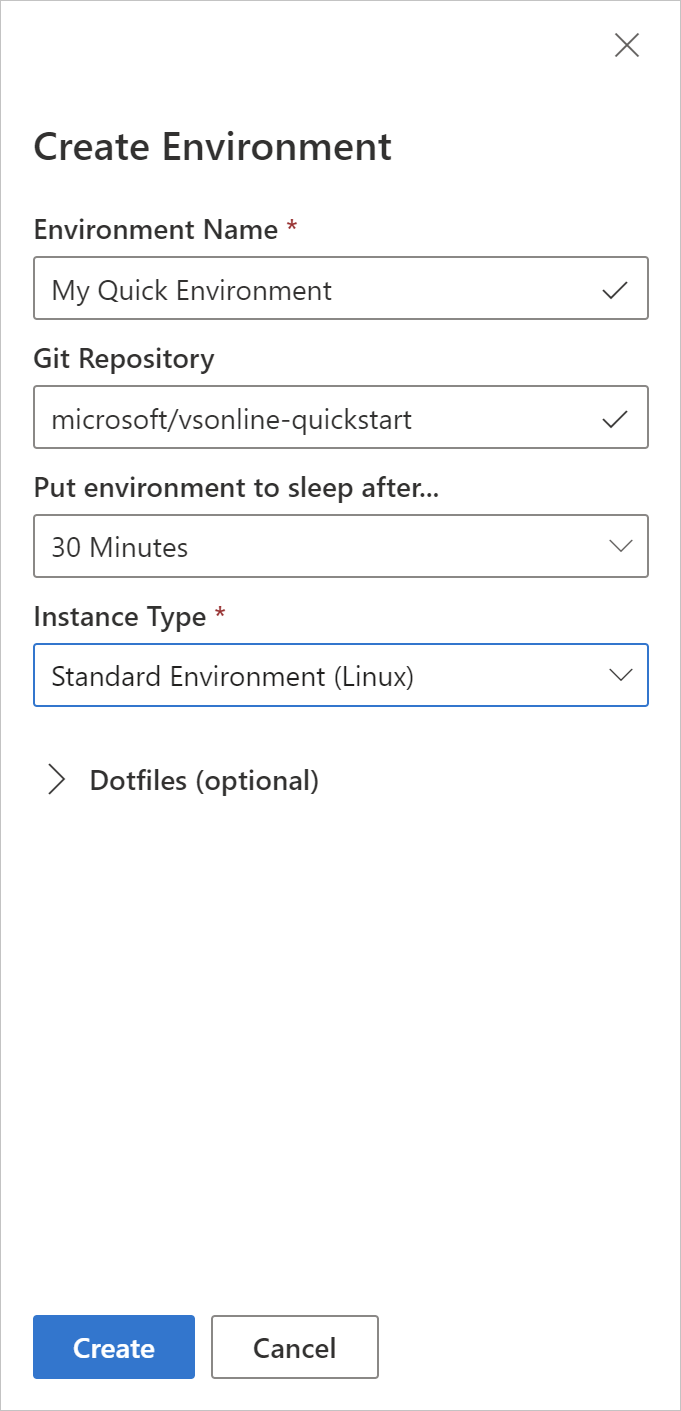 Create Environment
Environment Name *
My Quick Environment
Git Repository
microsoft/vsonline-quickstart
Put environment to sleep after...
30 Minutes
Instance Type *
Standard Environment (Linux)
Dotfiles (optional)
Create
Cancel